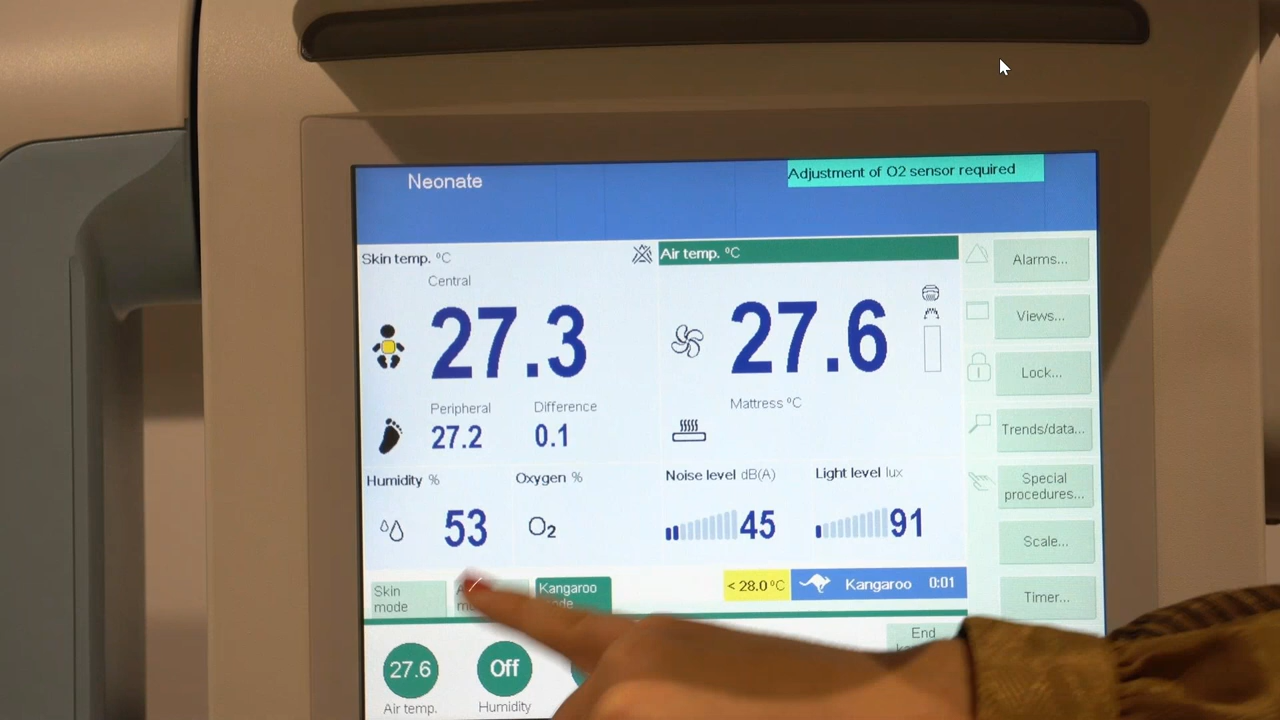 Neonate
Adjustment of O2 sensor required
Skin temp. °C
Air temp. °C
Alarms...
Central
27.3
27.6
Views...
Lock...
Peripheral
Difference
Mattress °C
27.2
0.1
Trends/data...
Humidity %
Oxygen %
Noise level dB(A)
Light level lux
Special
procedures...
53
O2
45
91
Scale...
Skin
mode
Kangaroo
< 28.0 °C
Kangaroo 0:01
Timer...
End
27.6
Off
Air temp.
Humidity